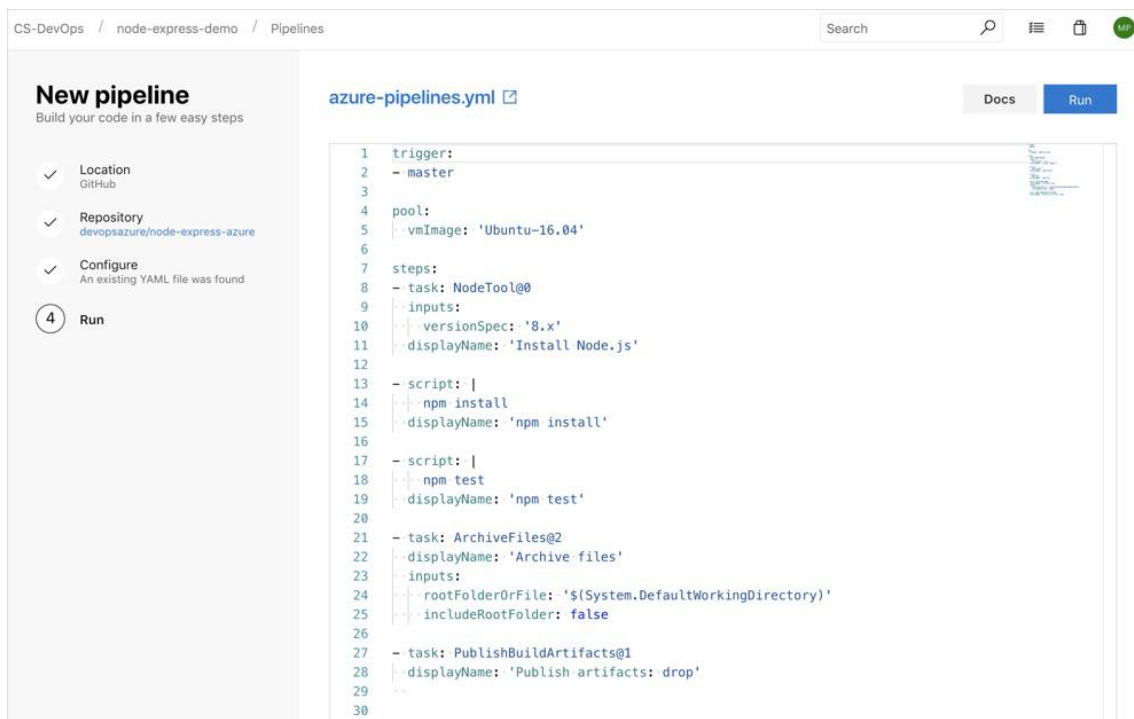 CS-DevOps / node-express-demo / Pipelines
Search
MP
New pipeline
Build your code in a few easy steps
Location
GitHub
Repository
devopsazure/node-express-azure
Configure
An existing YAML file was found
4 Run
azure-pipelines.yml
Docs
Run
1 trigger:
2 - master
3
4 pool:
5   vmImage: 'Ubuntu-16.04'
6
7 steps:
8 - task: NodeTool@0
9   inputs:
10     versionSpec: '8.x'
11   displayName: 'Install Node.js'
12
13 - script: |
14     npm install
15   displayName: 'npm install'
16
17 - script: |
18     npm test
19   displayName: 'npm test'
20
21 - task: ArchiveFiles@2
22   displayName: 'Archive files'
23   inputs:
24     rootFolderOrFile: '$(System.DefaultWorkingDirectory)'
25     includeRootFolder: false
26
27 - task: PublishBuildArtifacts@1
28   displayName: 'Publish artifacts: drop'
29
30